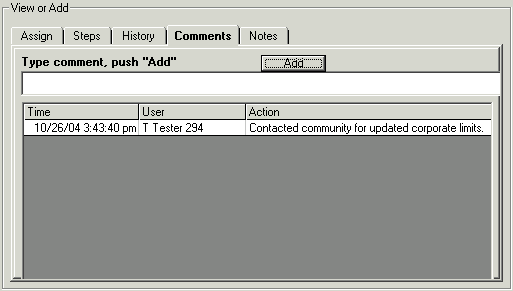 View or Add
Assign Steps History Comments Notes
Type comment, push "Add" Add
Time User Action
10/26/04 3:43:40 pm T Tester 294 Contacted community for updated corporate limits.